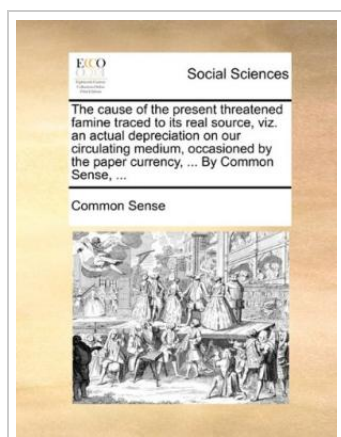 ECCO
Social Sciences
The cause of the present threatened
famine traced to its real source, viz.
an actual depreciation on our
circulating medium, occasioned by
the paper currency, ... By Common
Sense, ...
Common Sense